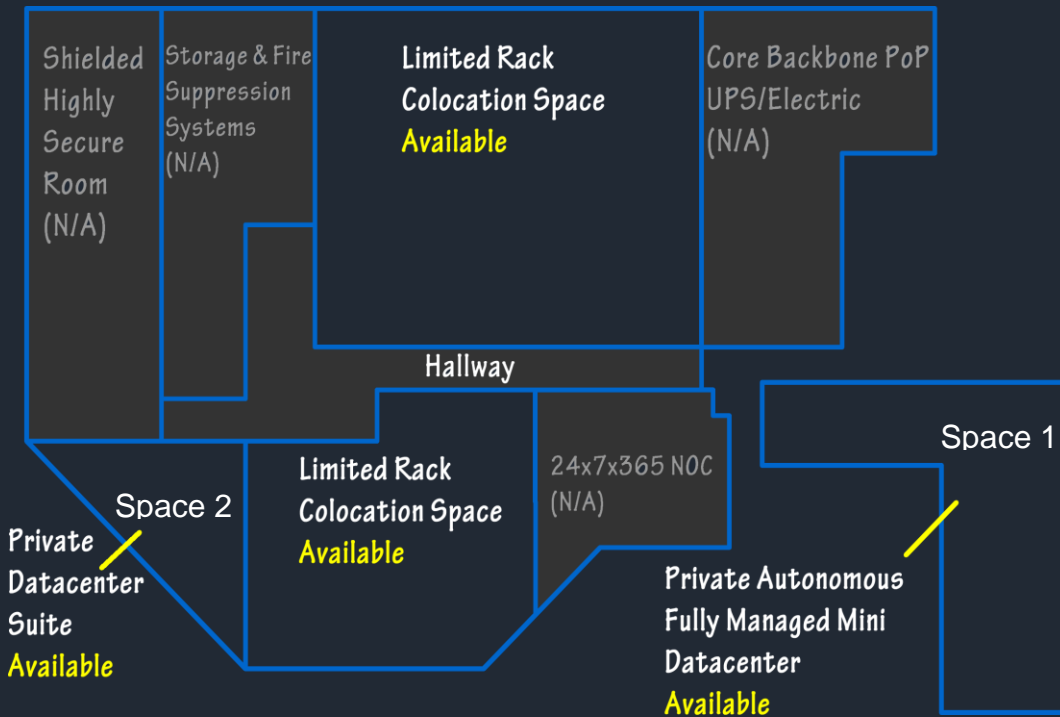 Shielded
Highly
Secure
Room
(N/A)
Storage & Fire
Suppression
Systems
(N/A)
Limited Rack
Colocation Space
Available
Core Backbone PoP
UPS/Electric
(N/A)
Hallway
Space 1
Space 2
Private
Datacenter
Suite
Available
Limited Rack
Colocation Space
Available
24x7x365 NOC
(N/A)
Private Autonomous
Fully Managed Mini
Datacenter
Available